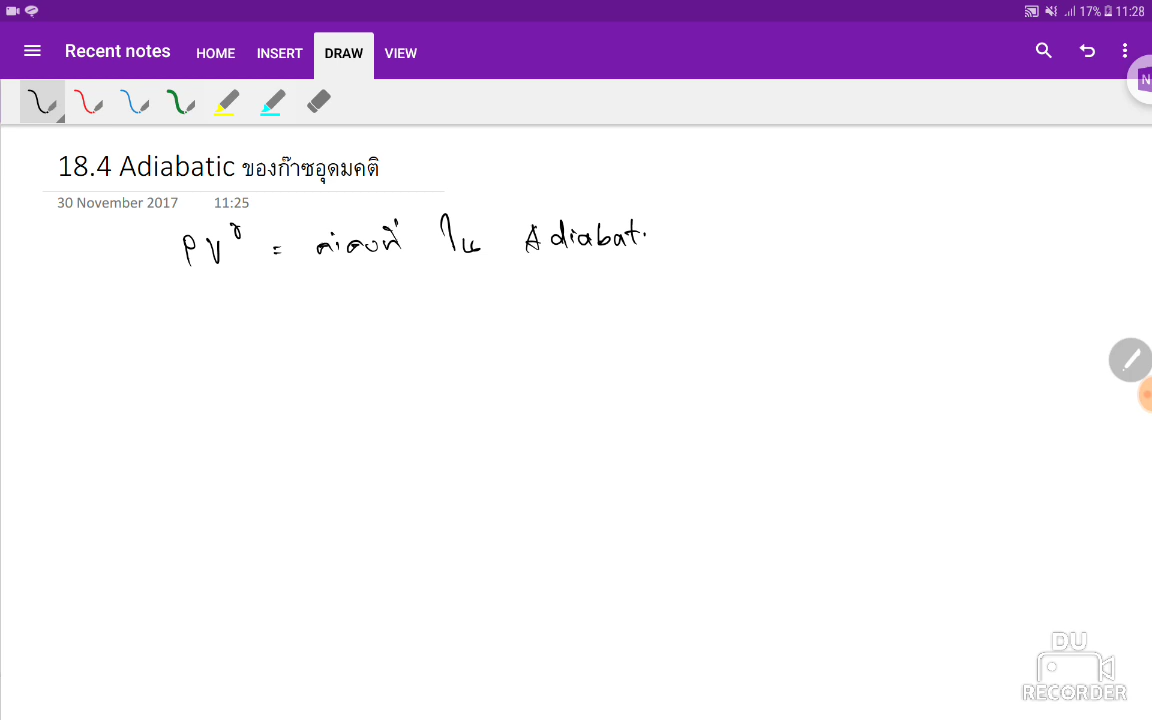 17% 11:28
Recent notes HOME INSERT DRAW VIEW
N
18.4 Adiabatic ของก๊าซอุดมคติ
30 November 2017 11:25
PV^γ = ค่าคงที่ ใน Adiabat.
DU
RECORDER